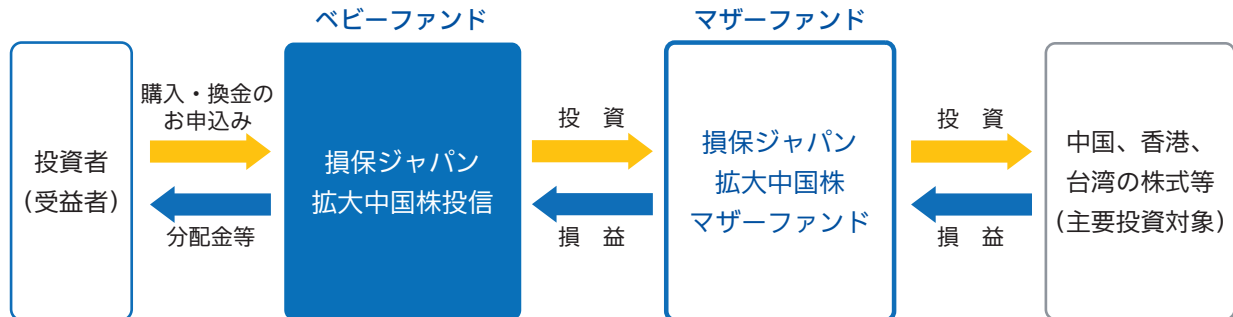 ベビーファンド
マザーファンド
投資者
（受益者）
購入・換金の
お申込み
分配金等
損保ジャパン
拡大中国株投信
投　資
損　益
損保ジャパン
拡大中国株
マザーファンド
投　資
損　益
中国、香港、
台湾の株式等
（主要投資対象）